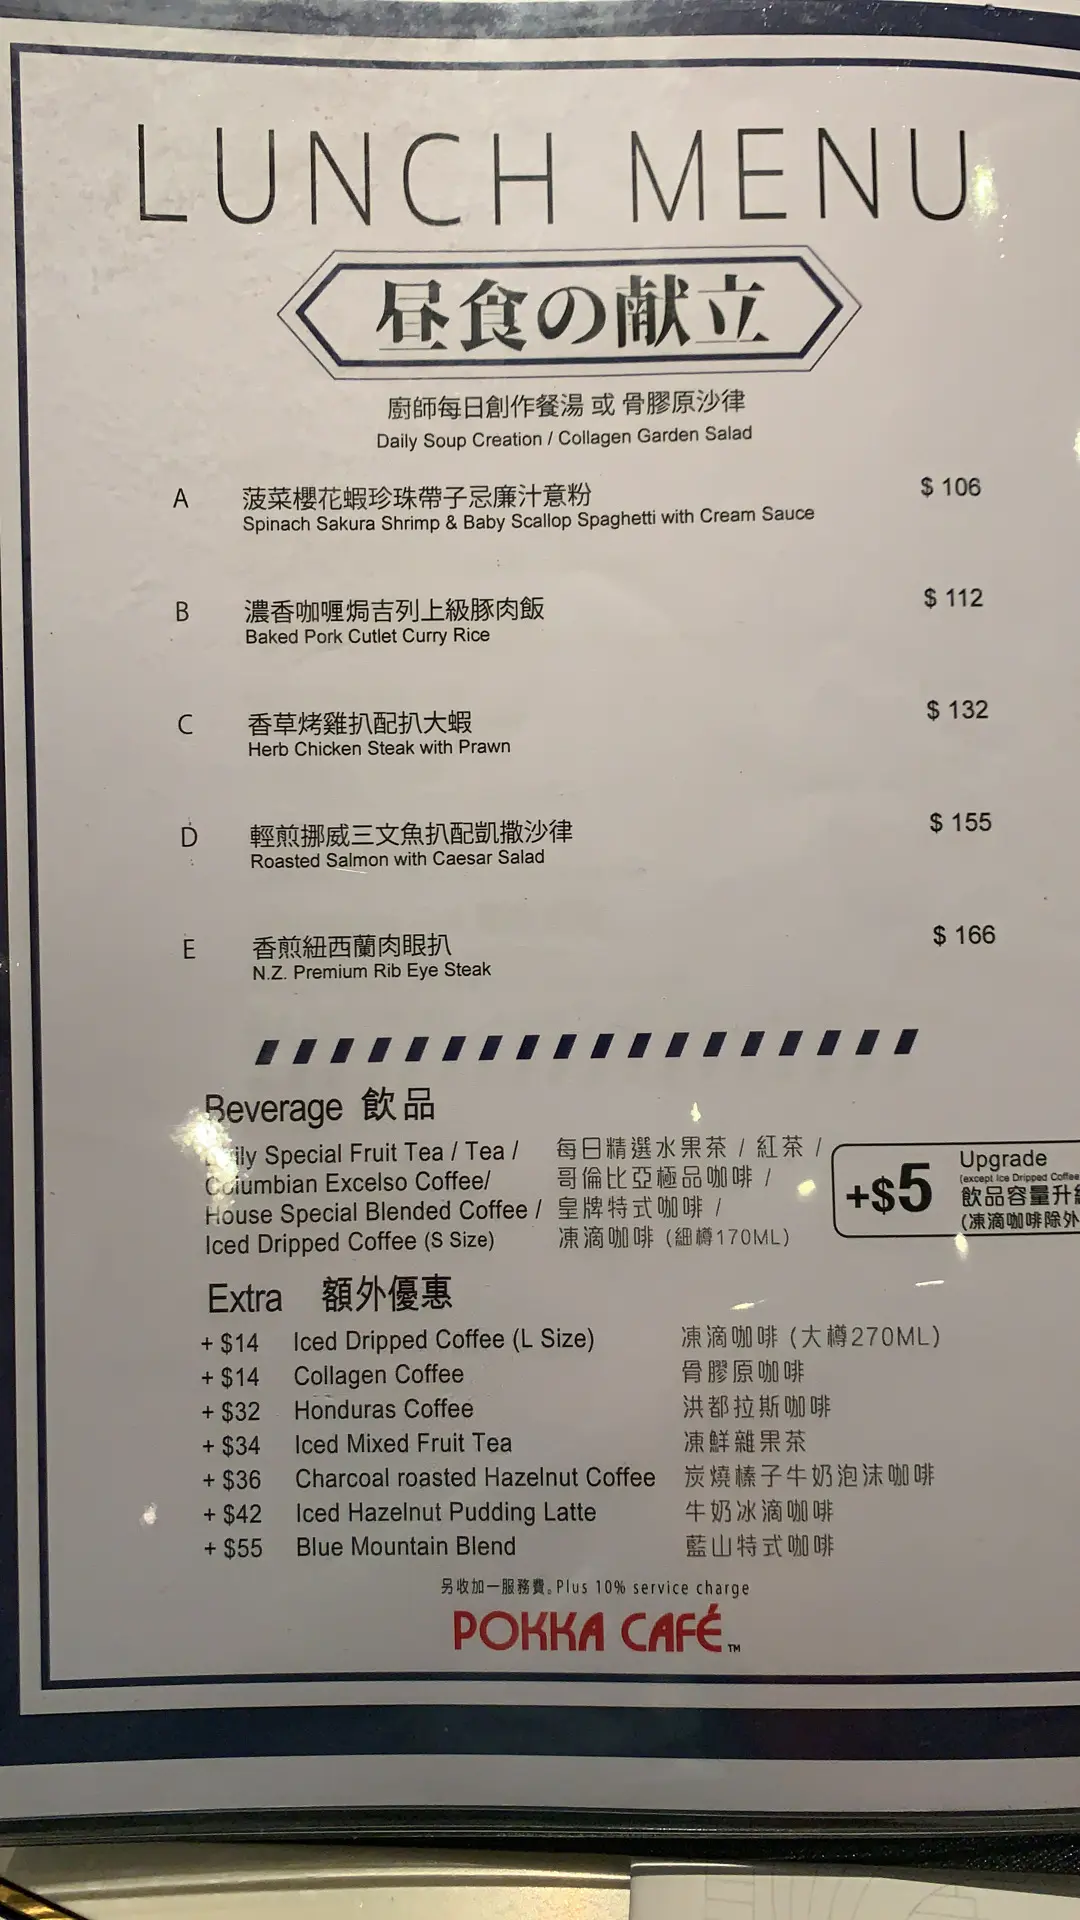 LUNCH MENU
昼食の献立
廚師每日創作餐湯 或 骨膠原沙律
Daily Soup Creation / Collagen Garden Salad
A 菠菜櫻花蝦珍珠帶子忌廉汁意粉 $ 106
Spinach Sakura Shrimp & Baby Scallop Spaghetti with Cream Sauce
B 濃香咖喱焗吉列上級豚肉飯 $ 112
Baked Pork Cutlet Curry Rice
C 香草烤雞扒配扒大蝦 $ 132
Herb Chicken Steak with Prawn
D 輕煎挪威三文魚扒配凱撒沙律 $ 155
Roasted Salmon with Caesar Salad
E 香煎紐西蘭肉眼扒 $ 166
N.Z. Premium Rib Eye Steak
Beverage 飲品
Special Fruit Tea / Tea / 每日精選水果茶 / 紅茶 /
Columbian Excelso Coffee/ 哥倫比亞極品咖啡 /
House Special Blended Coffee / 皇牌特式咖啡 /
Iced Dripped Coffee (S Size) 凍滴咖啡 (細樽170ML)
+$5 Upgrade
(except Ice Dripped Coffee
飲品容量升級
(凍滴咖啡除外
Extra 額外優惠
+ $14 Iced Dripped Coffee (L Size) 凍滴咖啡 (大樽270ML)
+ $14 Collagen Coffee 骨膠原咖啡
+ $32 Honduras Coffee 洪都拉斯咖啡
+ $34 Iced Mixed Fruit Tea 凍鮮雜果茶
+ $36 Charcoal roasted Hazelnut Coffee 炭燒榛子牛奶泡沫咖啡
+ $42 Iced Hazelnut Pudding Latte 牛奶冰滴咖啡
+ $55 Blue Mountain Blend 藍山特式咖啡
另收加一服務費。Plus 10% service charge
POKKA CAFÉ™